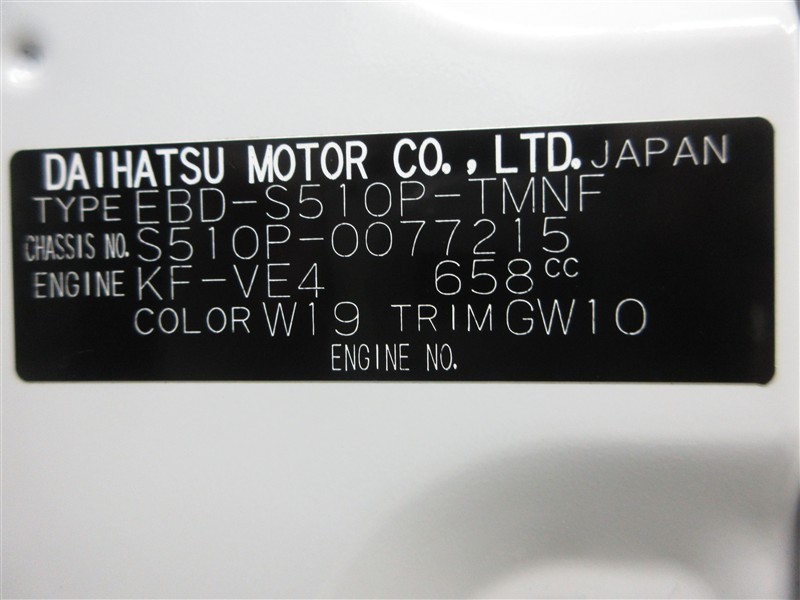 DAIHATSU MOTOR CO., LTD. JAPAN
TYPE EBD-S510P-TMNF
CHASSIS NO. S510P-0077215
ENGINE KF-VE4 658cc
COLOR W19 TRIM GW10
ENGINE NO.